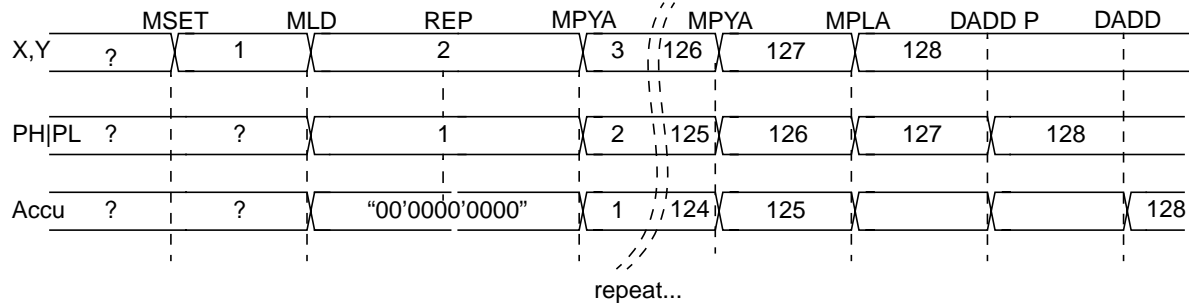 MSET MLD REP MPYA MPYA MPLA DADD P DADD
X,Y ? 1 2 3 126 127 128
PH|PL ? ? 1 2 125 126 127 128
Accu ? ? “00’0000’0000” 1 124 125 128
repeat...